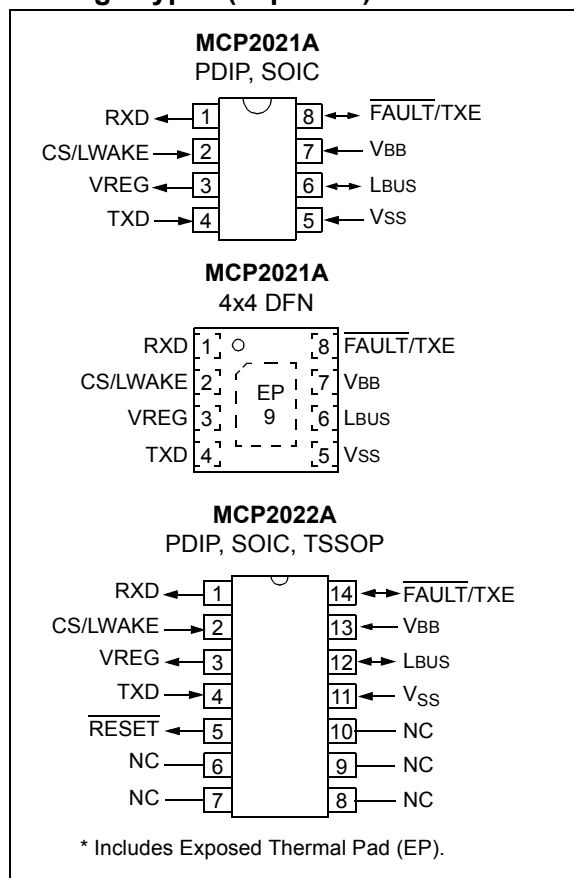 MCP2021A
PDIP, SOIC
RXD 1 8 FAULT/TXE
CS/LWAKE 2 7 VBB
VREG 3 6 LBUS
TXD 4 5 VSS
MCP2021A
4x4 DFN
RXD 1 8 FAULT/TXE
CS/LWAKE 2 EP 7 VBB
VREG 3 9 6 LBUS
TXD 4 5 VSS
MCP2022A
PDIP, SOIC, TSSOP
RXD 1 14 FAULT/TXE
CS/LWAKE 2 13 VBB
VREG 3 12 LBUS
TXD 4 11 VSS
RESET 5 10 NC
NC 6 9 NC
NC 7 8 NC
* Includes Exposed Thermal Pad (EP).